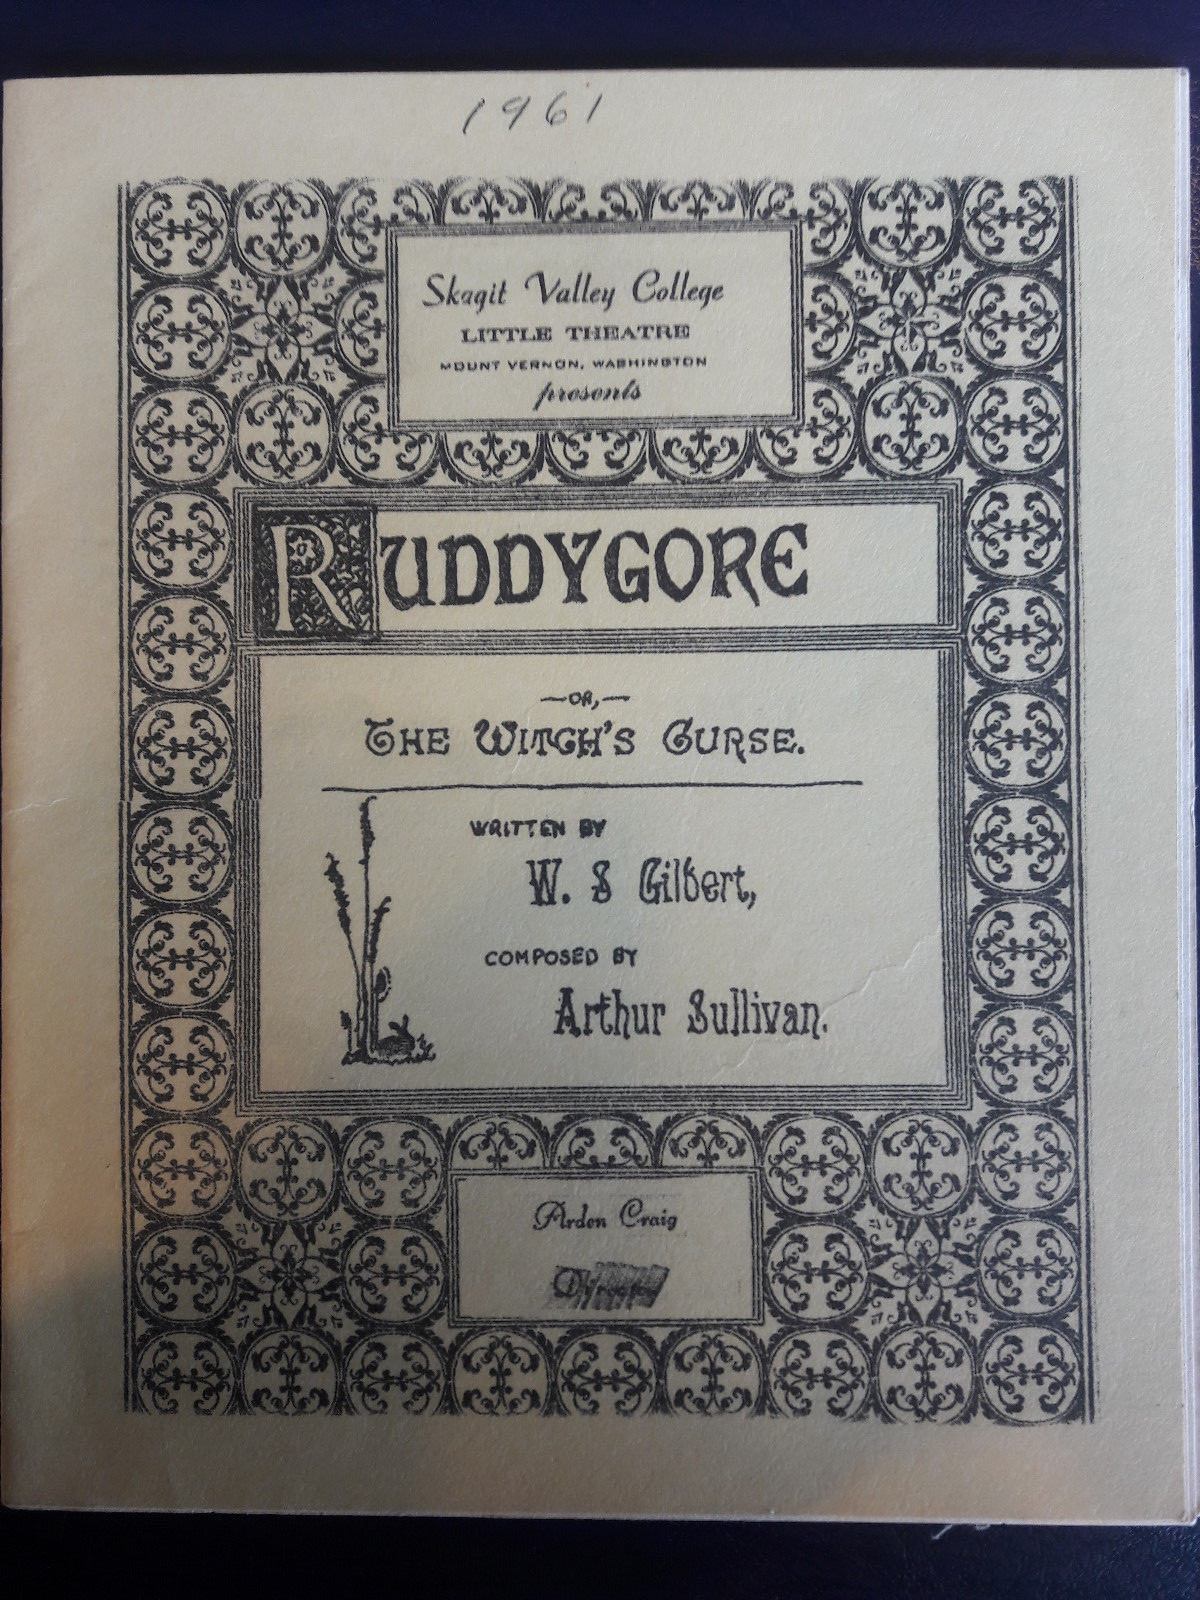 1961
Skagit Valley College
LITTLE THEATRE
MOUNT VERNON, WASHINGTON
presents
RUDDYGORE
—OR,—
THE WITCH'S CURSE.
WRITTEN BY
W. S Gilbert,
COMPOSED BY
Arthur Sullivan.
Arden Craig